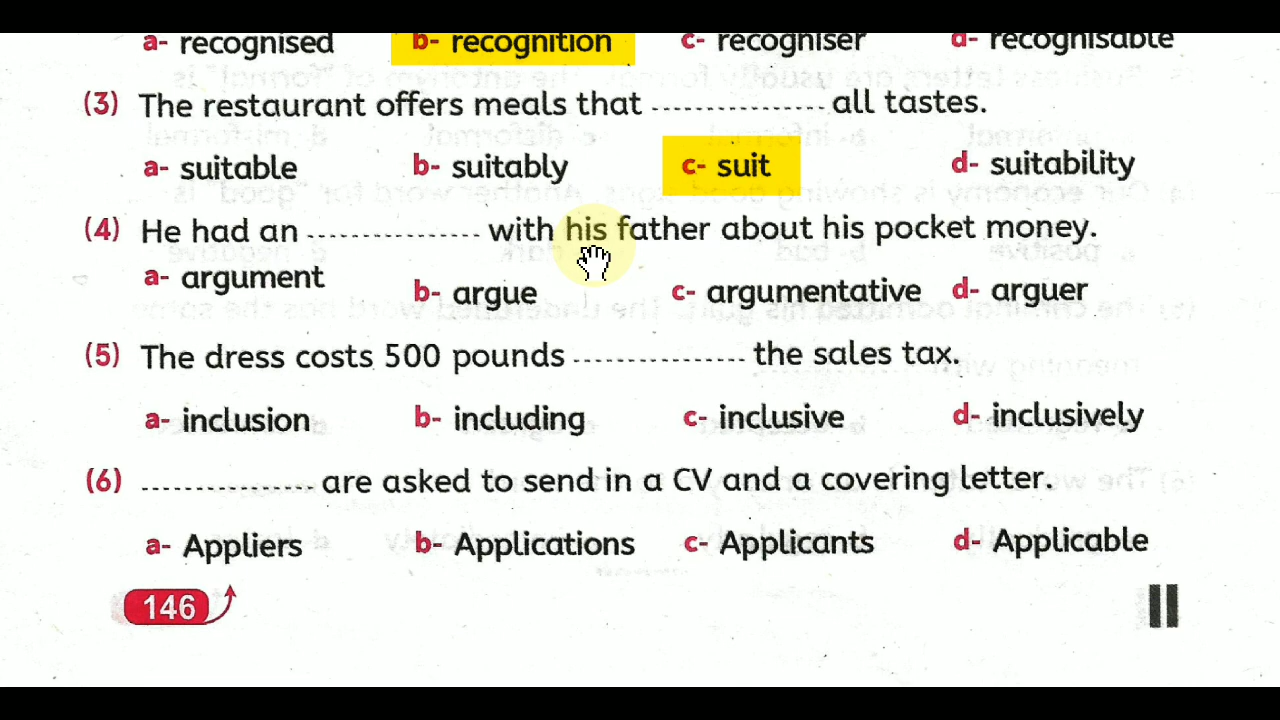 a- recognised b- recognition c- recogniser d- recognisable
(3) The restaurant offers meals that ................ all tastes.
a- suitable b- suitably c- suit d- suitability
(4) He had an ................ with his father about his pocket money.
a- argument b- argue c- argumentative d- arguer
(5) The dress costs 500 pounds ................ the sales tax.
a- inclusion b- including c- inclusive d- inclusively
(6) ................ are asked to send in a CV and a covering letter.
a- Appliers b- Applications c- Applicants d- Applicable
146